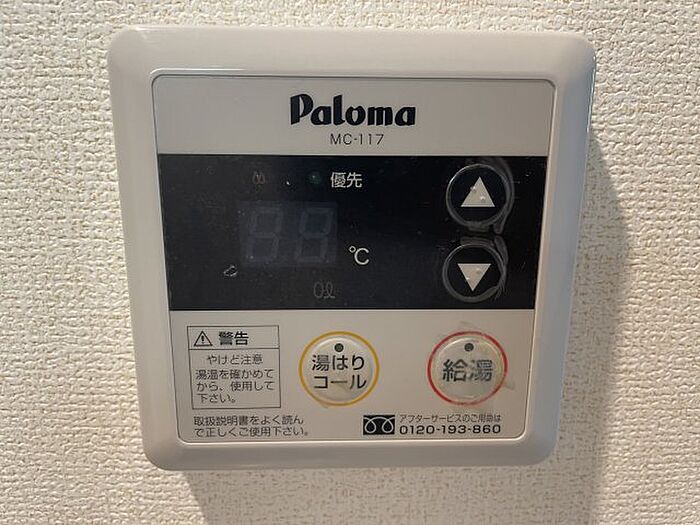 Paloma
MC-117
優先
88
℃
0ℓ
警告
やけど注意
湯温を確かめて
から、使用して
下さい。
湯はり
コール
給湯
取扱説明書をよく読ん
で正しくご使用下さい。
アフターサービスのご用命は
0120-193-860